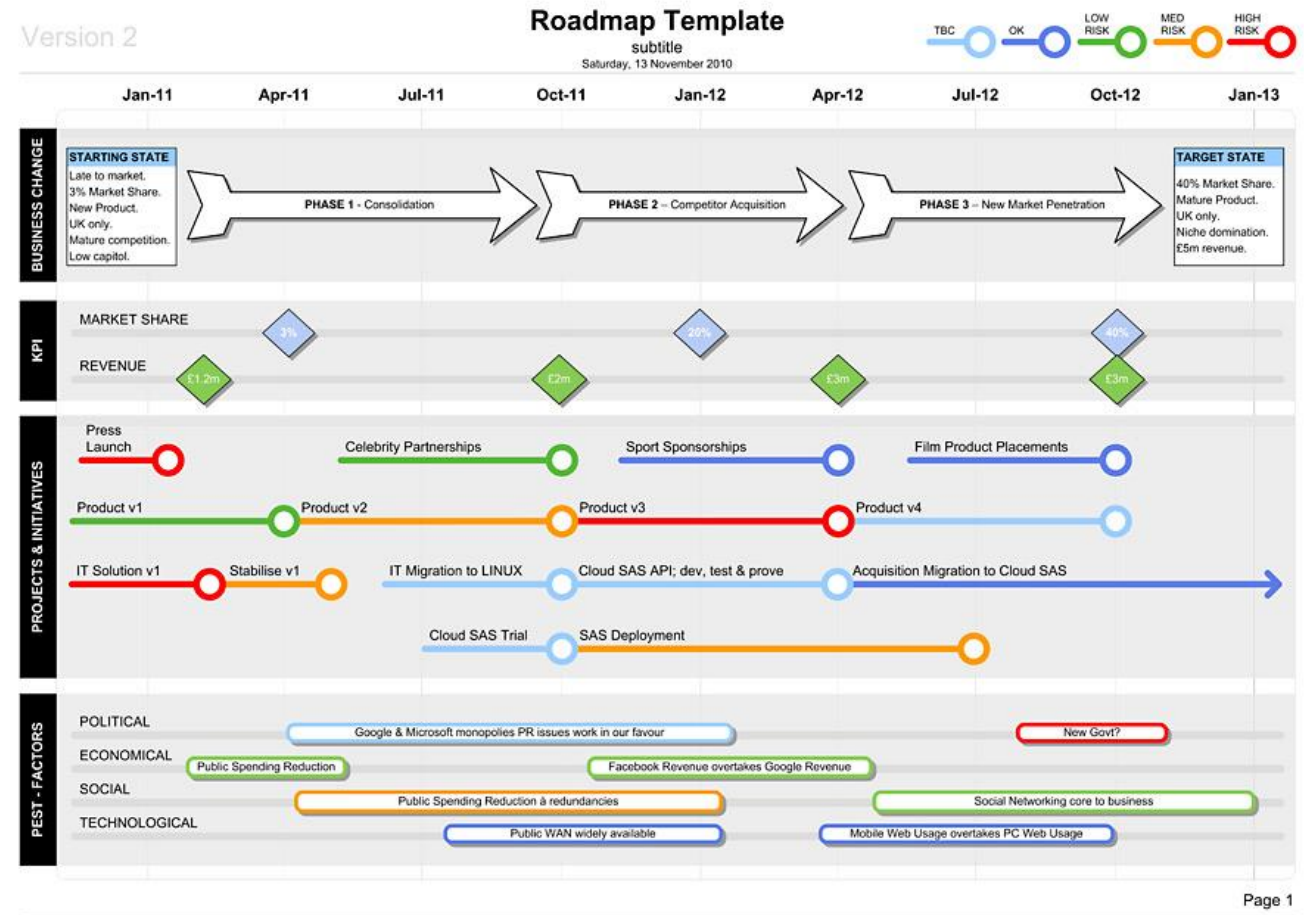 Version 2
Roadmap Template
subtitle
Saturday, 13 November 2010
TBC
OK
LOW
RISK
MED
RISK
HIGH
RISK
Jan-11 Apr-11 Jul-11 Oct-11 Jan-12 Apr-12 Jul-12 Oct-12 Jan-13
BUSINESS CHANGE
STARTING STATE
Late to market.
3% Market Share.
New Product.
UK only.
Mature competition.
Low capitol.
PHASE 1 - Consolidation
PHASE 2 – Competitor Acquisition
PHASE 3 – New Market Penetration
TARGET STATE
40% Market Share.
Mature Product.
UK only.
Niche domination.
£5m revenue.
KPI
MARKET SHARE
3%
20%
40%
REVENUE
£1.2m
£2m
£3m
£3m
PROJECTS & INITIATIVES
Press
Launch
Celebrity Partnerships
Sport Sponsorships
Film Product Placements
Product v1
Product v2
Product v3
Product v4
IT Solution v1
Stabilise v1
IT Migration to LINUX
Cloud SAS API; dev, test & prove
Acquisition Migration to Cloud SAS
Cloud SAS Trial
SAS Deployment
PEST - FACTORS
POLITICAL
Google & Microsoft monopolies PR issues work in our favour
New Govt?
ECONOMICAL
Public Spending Reduction
Facebook Revenue overtakes Google Revenue
SOCIAL
Public Spending Reduction à redundancies
Social Networking core to business
TECHNOLOGICAL
Public WAN widely available
Mobile Web Usage overtakes PC Web Usage
Page 1